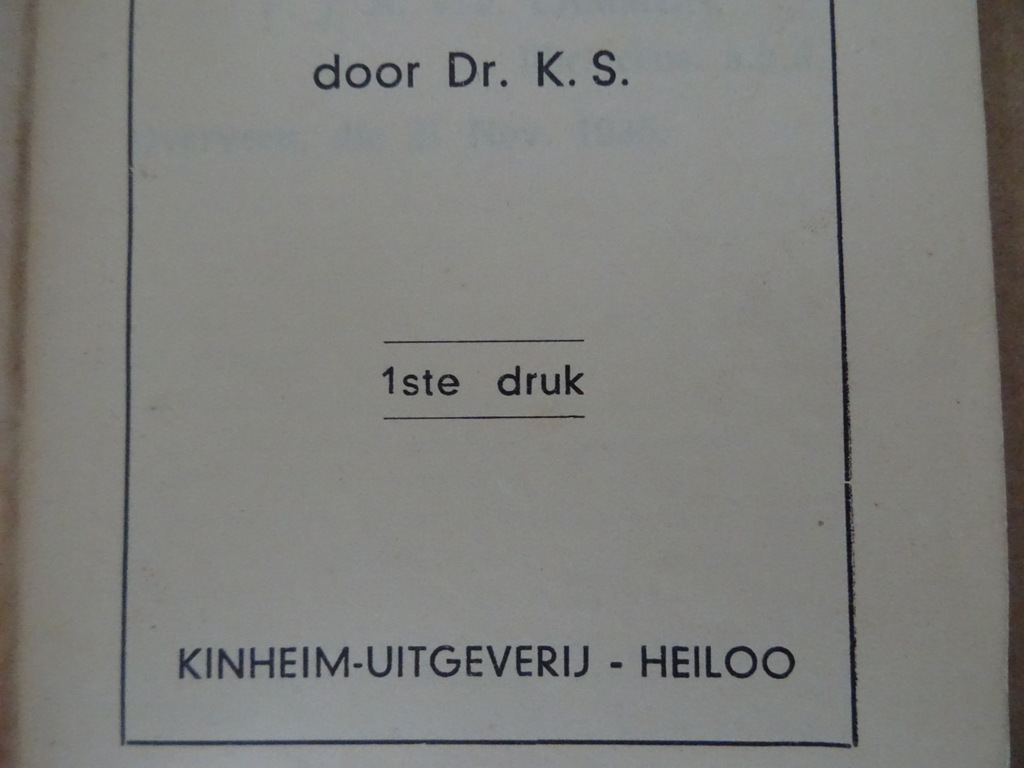 door Dr. K. S.
1ste druk
KINHEIM-UITGEVERIJ - HEILOO